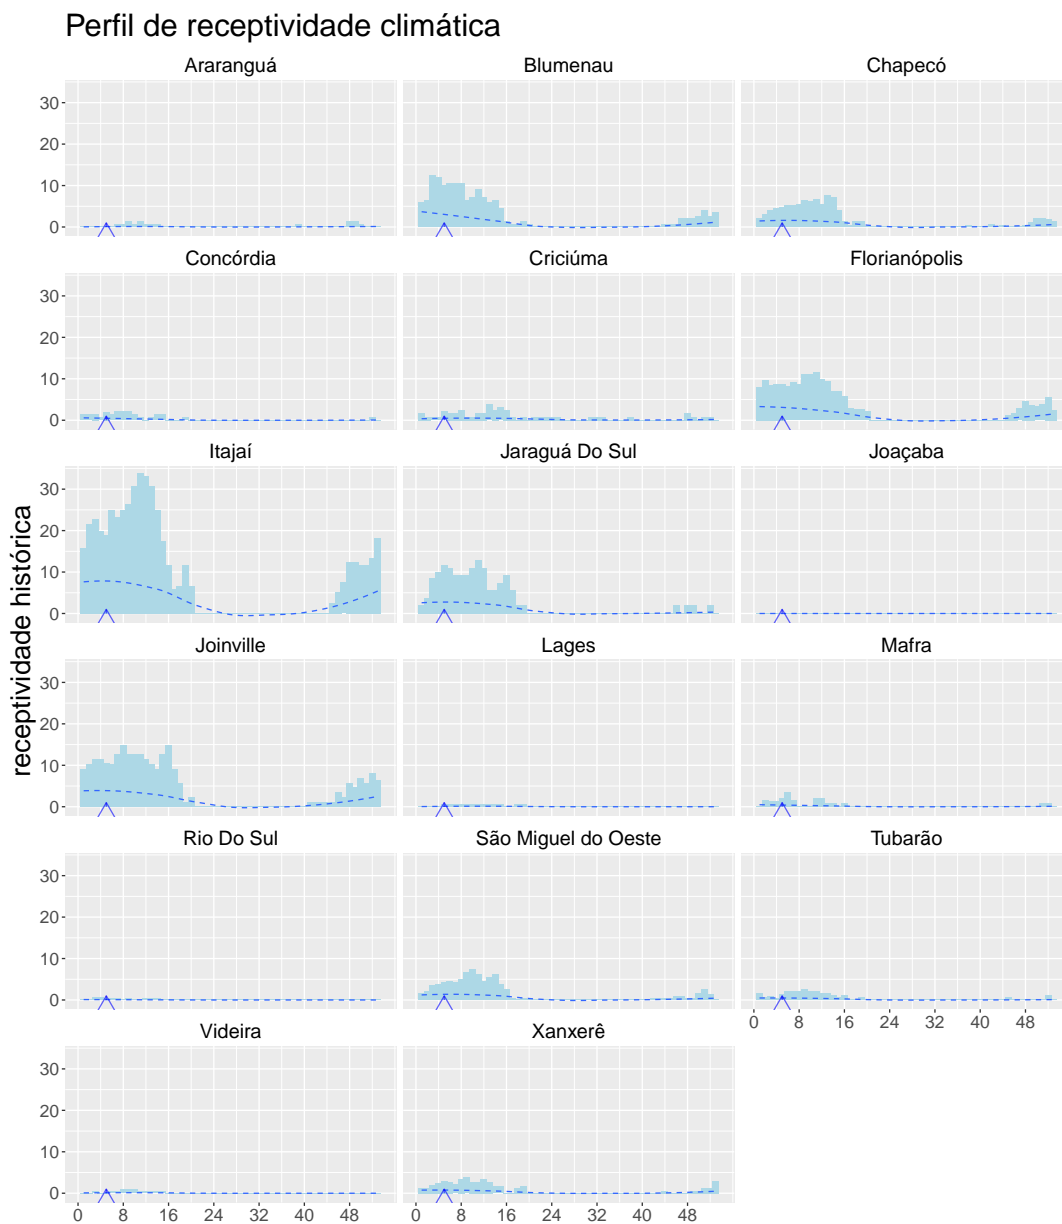 Perfil de receptividade climática
Araranguá Blumenau Chapecó
30
20
10
0
Concórdia Criciúma Florianópolis
30
20
10
0
Itajaí Jaraguá Do Sul Joaçaba
30
20
10
0
receptividade histórica
Joinville Lages Mafra
30
20
10
0
Rio Do Sul São Miguel do Oeste Tubarão
30
20
10
0
0 8 16 24 32 40 48
Videira Xanxerê
30
20
10
0
0 8 16 24 32 40 48 0 8 16 24 32 40 48